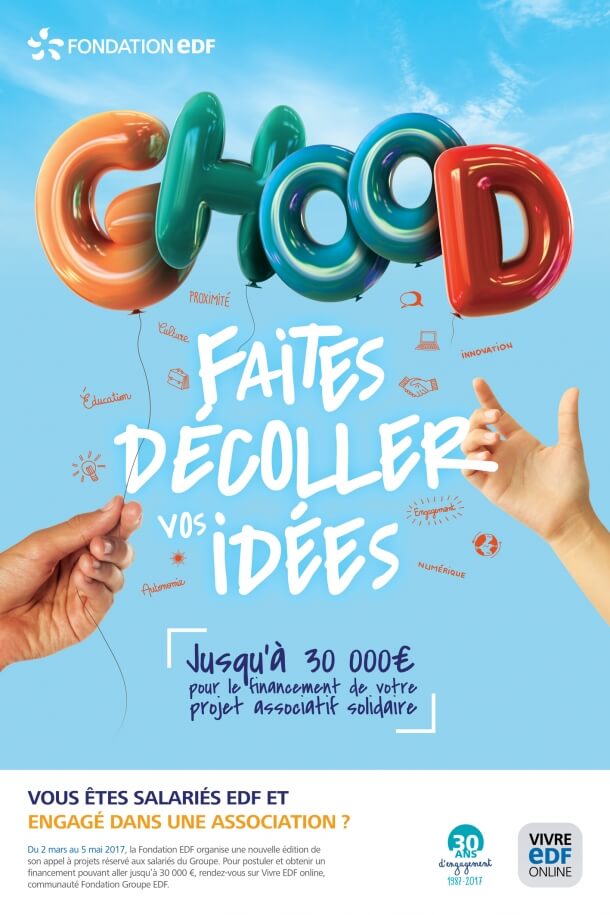 FONDATION eDF
GHOOD
PROXIMITÉ
Culture
INNOVATION
Éducation
FAITES
DÉCOLLER
VOS IDÉES
Engagement
NUMÉRIQUE
Autonomie
Jusqu'à 30 000€
pour le financement de votre
projet associatif solidaire
VOUS ÊTES SALARIÉS EDF ET
ENGAGÉ DANS UNE ASSOCIATION ?
Du 2 mars au 5 mai 2017, la Fondation EDF organise une nouvelle édition de
son appel à projets réservé aux salariés du Groupe. Pour postuler et obtenir un
financement pouvant aller jusqu'à 30 000 €, rendez-vous sur Vivre EDF online,
communauté Fondation Groupe EDF.
30
ANS
d'engagement
1987-2017
VIVRE
eDF
ONLINE